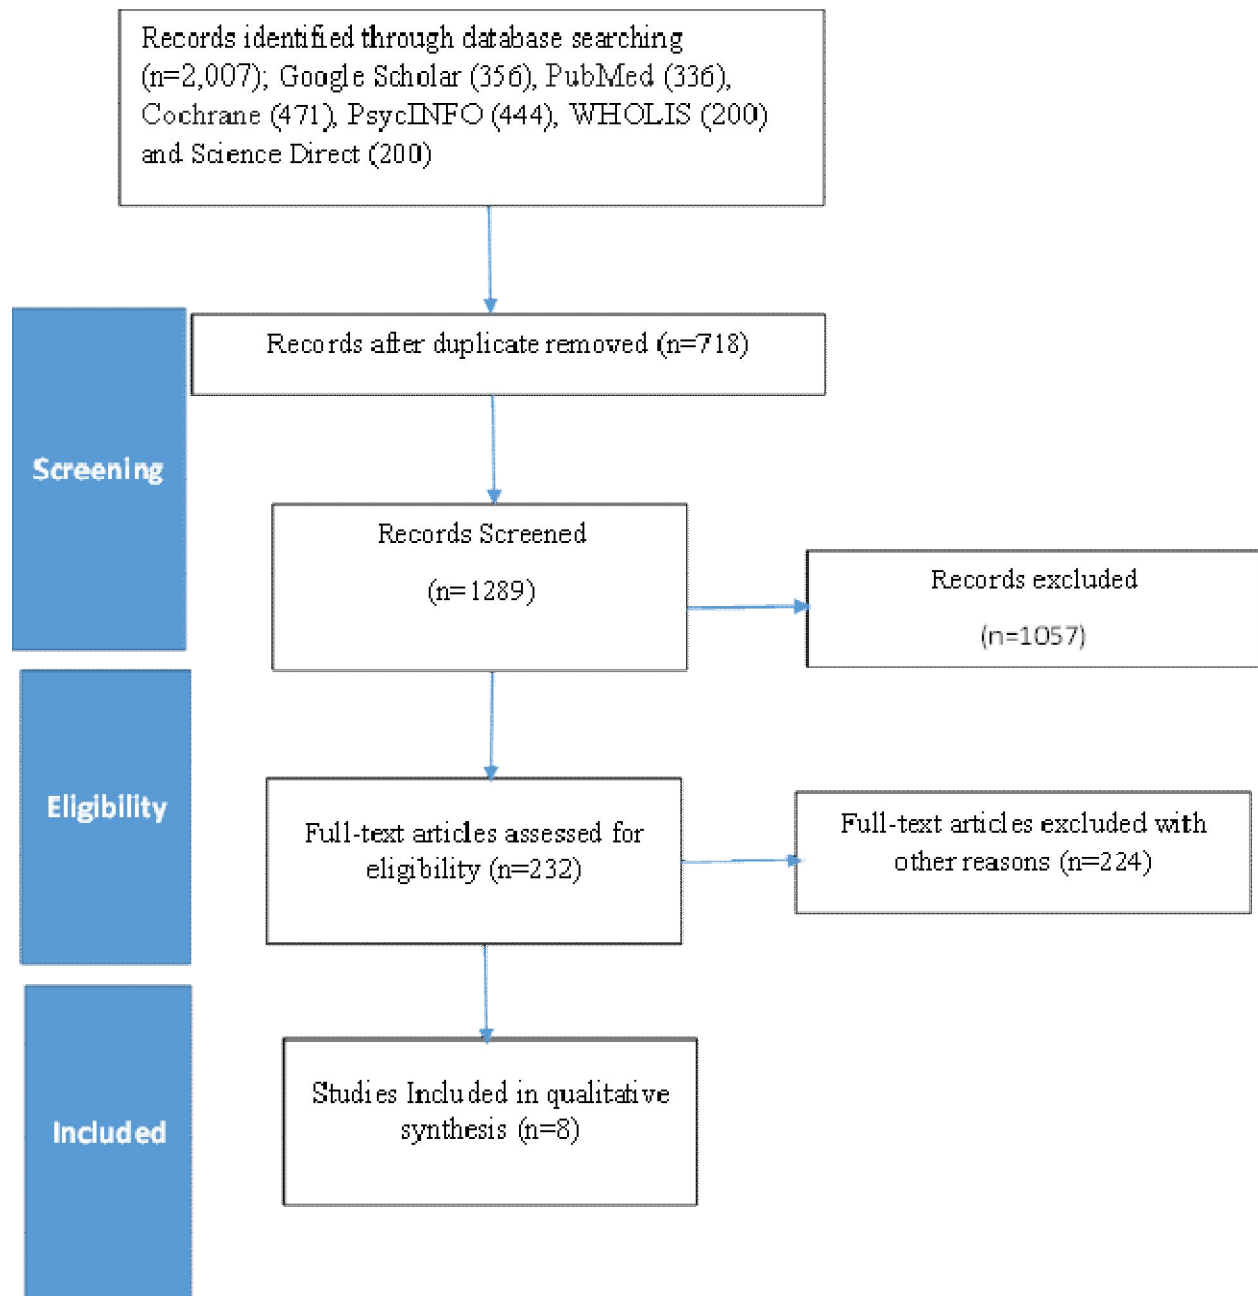 Records identified through database searching
(n=2,007); Google Scholar (356), PubMed (336),
Cochrane (471), PsycINFO (444), WHOLIS (200)
and Science Direct (200)
Records after duplicate removed (n=718)
Screening
Records Screened
(n=1289)
Records excluded
(n=1057)
Eligibility
Full-text articles assessed for
eligibility (n=232)
Full-text articles excluded with
other reasons (n=224)
Included
Studies Included in qualitative
synthesis (n=8)